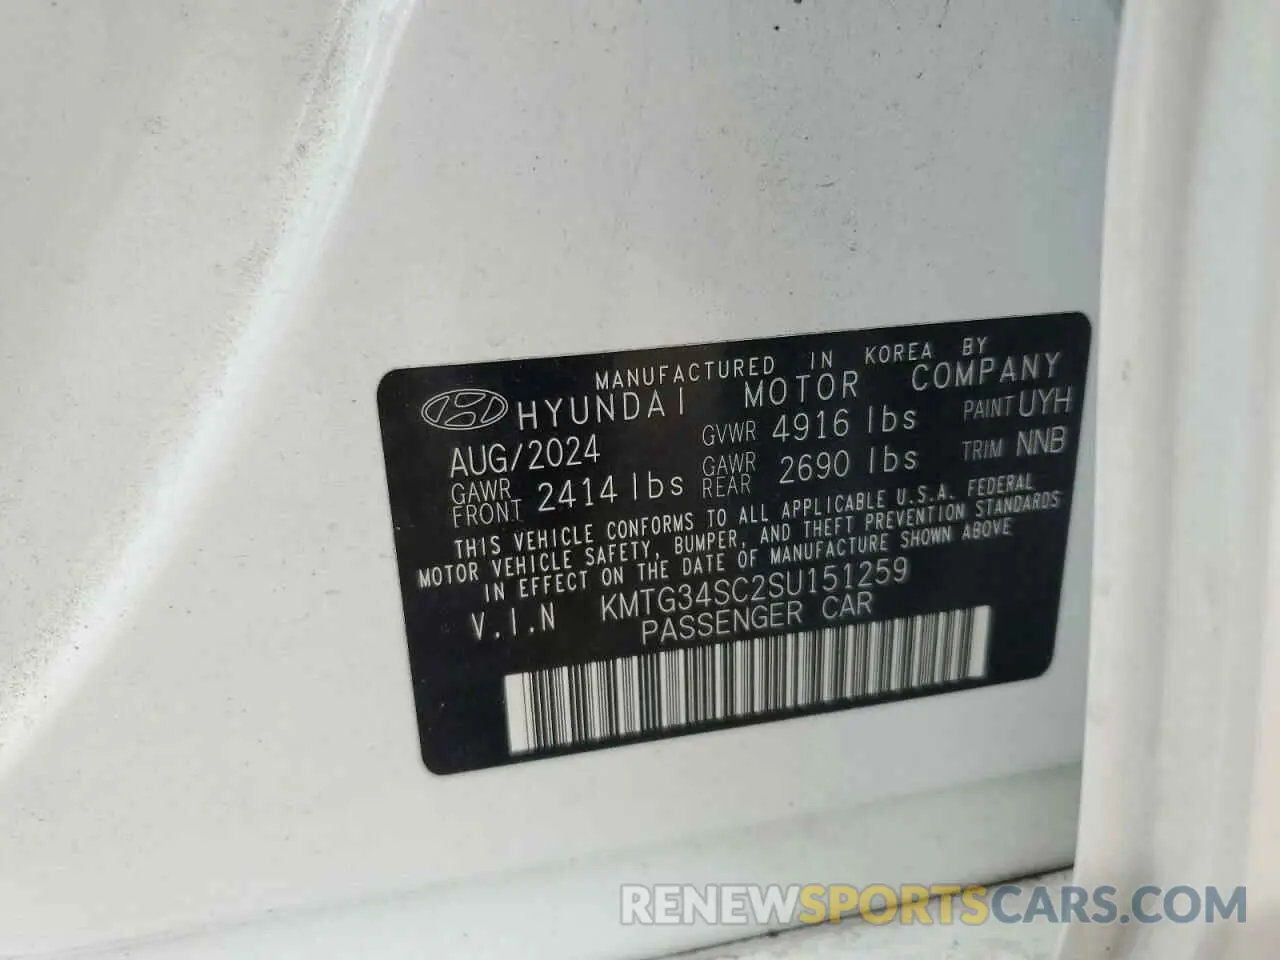 MANUFACTURED IN KOREA BY
HYUNDAI MOTOR COMPANY
AUG/2024 GVWR 4916 lbs PAINT UYH
GAWR FRONT 2414 lbs GAWR REAR 2690 lbs TRIM NNB
THIS VEHICLE CONFORMS TO ALL APPLICABLE U.S.A. FEDERAL
MOTOR VEHICLE SAFETY, BUMPER, AND THEFT PREVENTION STANDARDS
IN EFFECT ON THE DATE OF MANUFACTURE SHOWN ABOVE
V.I.N KMTG34SC2SU151259
PASSENGER CAR
RENEWSPORTSCARS.COM